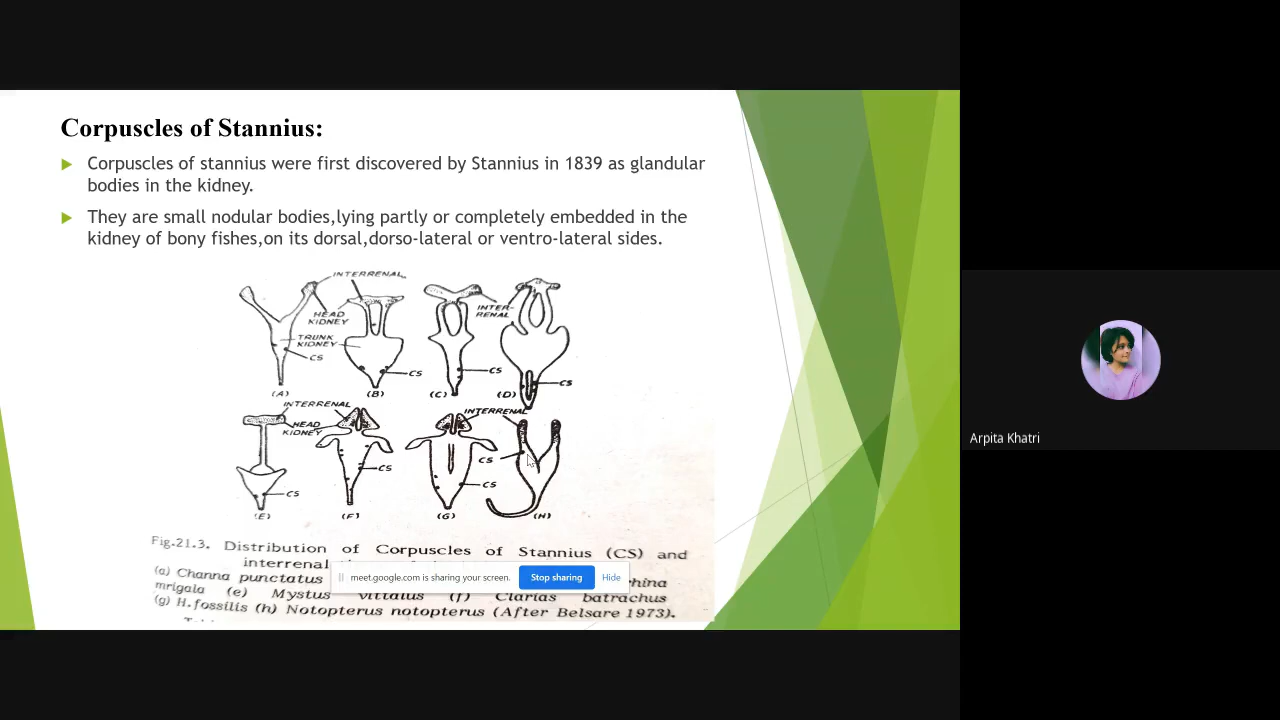 Corpuscles of Stannius:
Corpuscles of stannius were first discovered by Stannius in 1839 as glandular
bodies in the kidney.
They are small nodular bodies,lying partly or completely embedded in the
kidney of bony fishes,on its dorsal,dorso-lateral or ventro-lateral sides.
INTERRENAL
HEAD
KIDNEY
TRUNK
KIDNEY
CS
CS
INTER-
RENAL
CS
CS
(A) (B) (C) (D)
INTERRENAL
HEAD
KIDNEY
INTERRENAL
CS
CS
CS
CS
(E) (F) (G) (H)
Fig.21.3. Distribution of Corpuscles of Stannius (CS) and
interrenal
(a) Channa punctatus
mrigala (e) Mystus vittatus (f) Clarias batrachus
(g) H.fossilis (h) Notopterus notopterus (After Belsare 1973).
meet.google.com is sharing your screen.
Stop sharing
Hide
Arpita Khatri